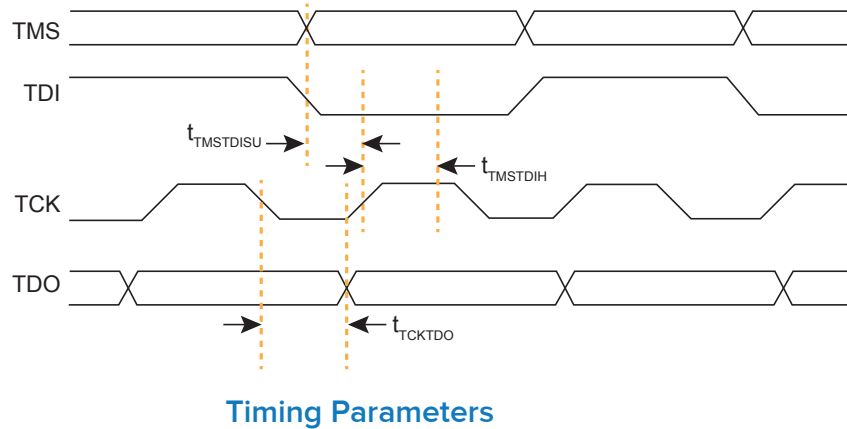 TMS
TDI
tTMSTDISU
tTMSTDIH
TCK
TDO
tTCKTDO
Timing Parameters